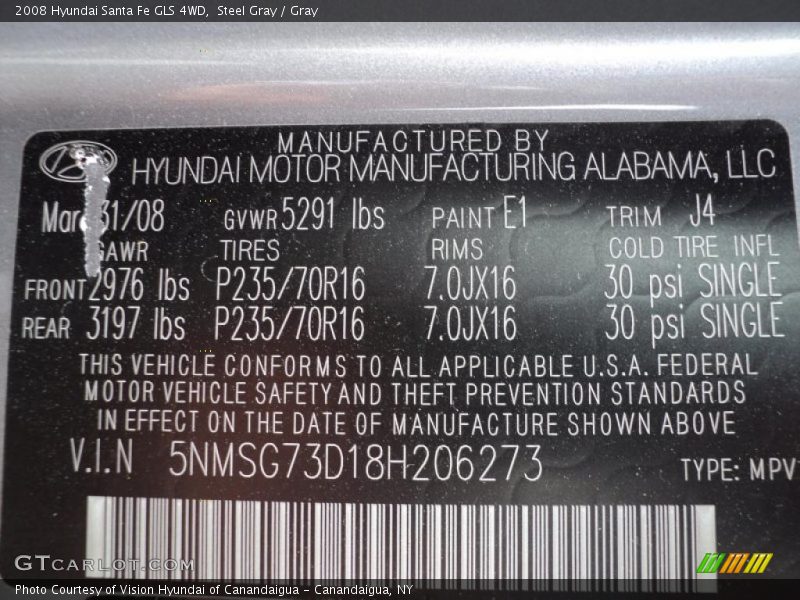 2008 Hyundai Santa Fe GLS 4WD,  Steel Gray / Gray
MANUFACTURED BY
HYUNDAI MOTOR MANUFACTURING ALABAMA, LLC
Mar 31/08 GVWR 5291 lbs PAINT E1 TRIM J4
GAWR TIRES RIMS COLD TIRE INFL
FRONT 2976 lbs P235/70R16 7.0JX16 30 psi SINGLE
REAR 3197 lbs P235/70R16 7.0JX16 30 psi SINGLE
THIS VEHICLE CONFORMS TO ALL APPLICABLE U.S.A. FEDERAL
MOTOR VEHICLE SAFETY AND THEFT PREVENTION STANDARDS
IN EFFECT ON THE DATE OF MANUFACTURE SHOWN ABOVE
V.I.N 5NMSG73D18H206273 TYPE: MPV
GTCARLOT.COM
Photo Courtesy of Vision Hyundai of Canandaigua - Canandaigua, NY